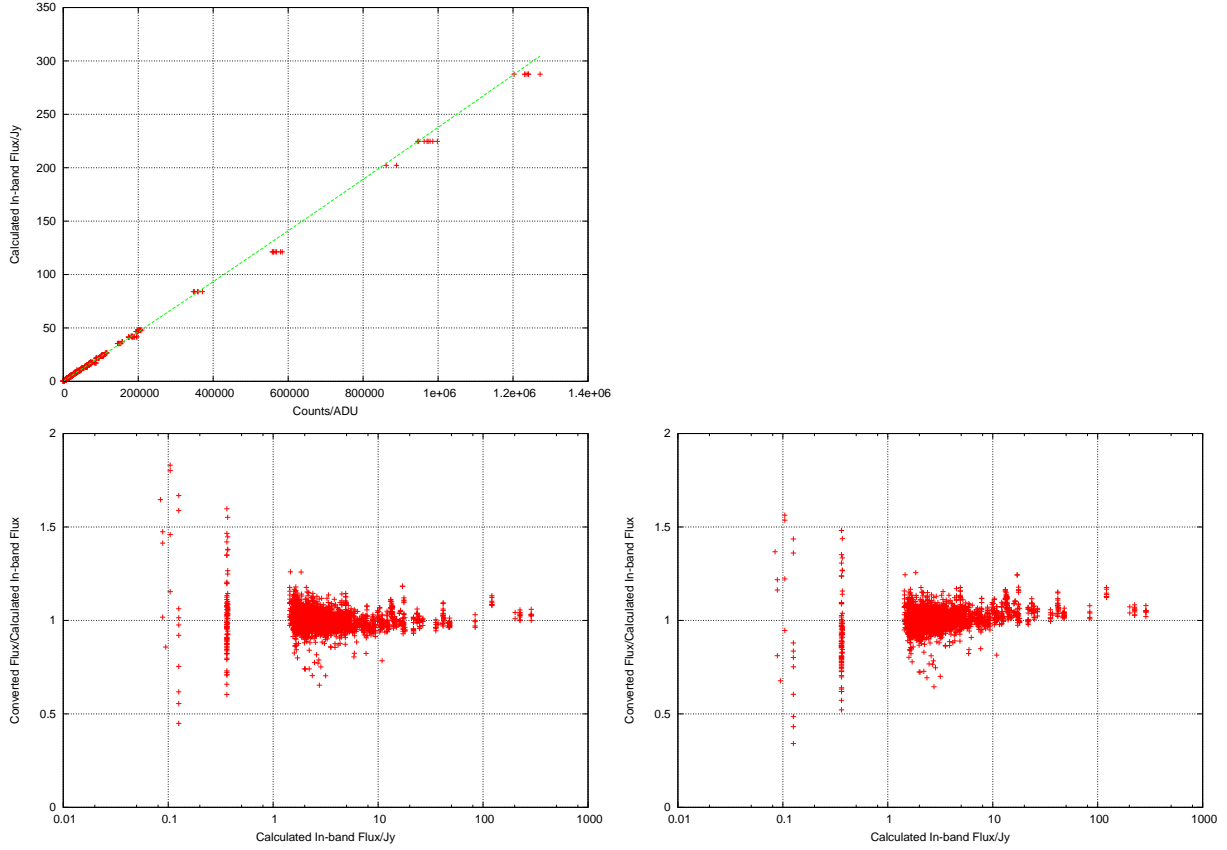 350
300
250
200
150
100
50
0
Calculated In-band Flux/Jy
0 200000 400000 600000 800000 1e+06 1.2e+06 1.4e+06
Counts/ADU
2
1.5
1
0.5
0
Converted Flux/Calculated In-band Flux
0.01 0.1 1 10 100 1000
Calculated In-band Flux/Jy
2
1.5
1
0.5
0
Converted Flux/Calculated In-band Flux
0.01 0.1 1 10 100 1000
Calculated In-band Flux/Jy